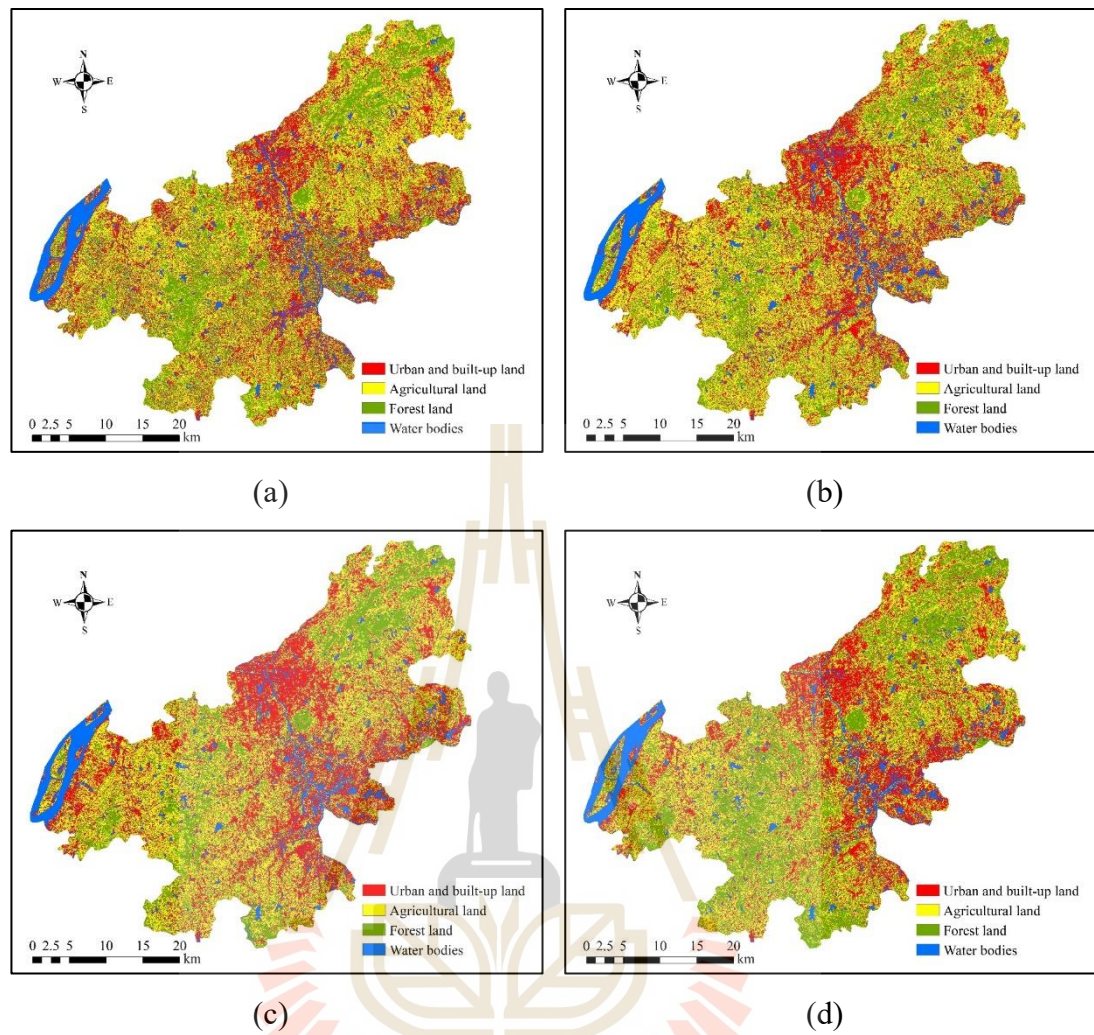 N
W E
S
Urban and built-up land
Agricultural land
Forest land
Water bodies
0 2.5 5 10 15 20
km
(a)
N
W E
S
Urban and built-up land
Agricultural land
Forest land
Water bodies
0 2.5 5 10 15 20
km
(b)
N
W E
S
Urban and built-up land
Agricultural land
Forest land
Water bodies
0 2.5 5 10 15 20
km
(c)
N
W E
S
Urban and built-up land
Agricultural land
Forest land
Water bodies
0 2.5 5 10 15 20
km
(d)